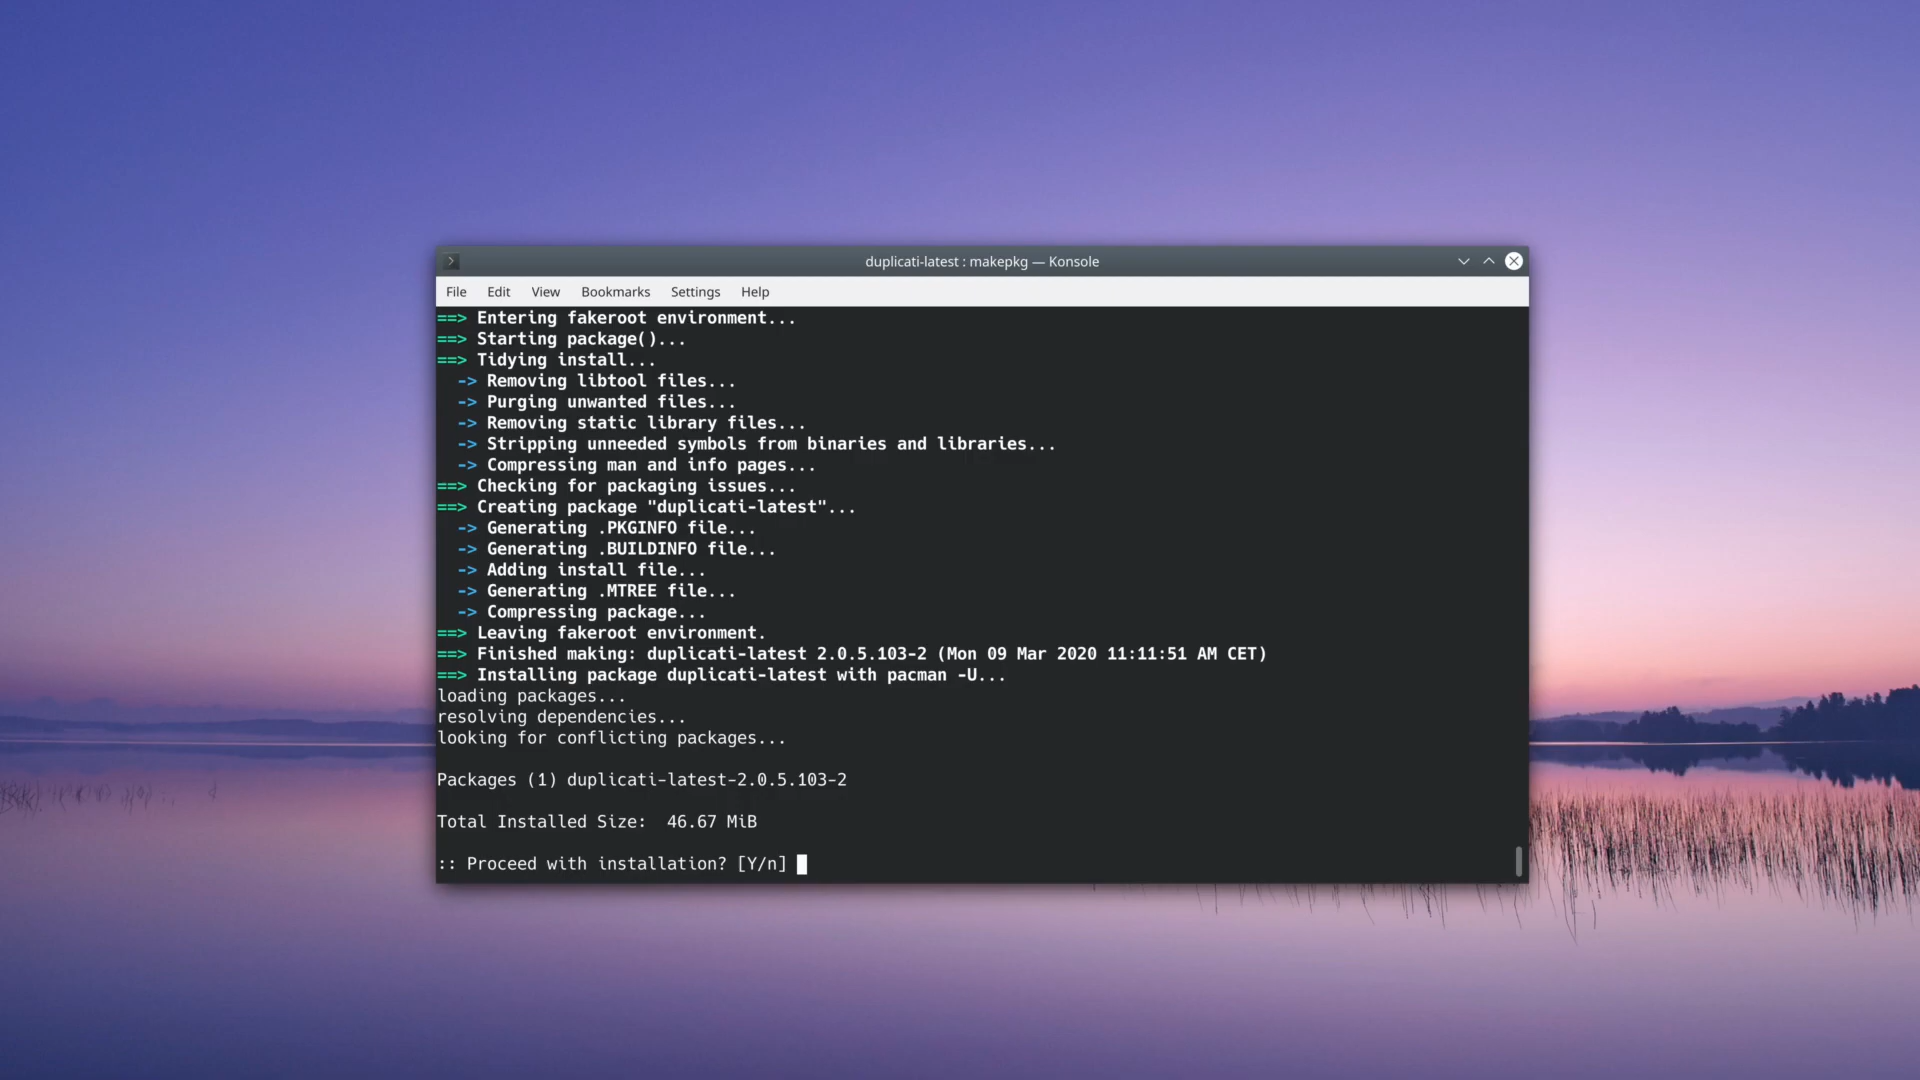 duplicati-latest : makepkg — Konsole
File Edit View Bookmarks Settings Help
==> Entering fakeroot environment...
==> Starting package()...
==> Tidying install...
  -> Removing libtool files...
  -> Purging unwanted files...
  -> Removing static library files...
  -> Stripping unneeded symbols from binaries and libraries...
  -> Compressing man and info pages...
==> Checking for packaging issues...
==> Creating package "duplicati-latest"...
  -> Generating .PKGINFO file...
  -> Generating .BUILDINFO file...
  -> Adding install file...
  -> Generating .MTREE file...
  -> Compressing package...
==> Leaving fakeroot environment.
==> Finished making: duplicati-latest 2.0.5.103-2 (Mon 09 Mar 2020 11:11:51 AM CET)
==> Installing package duplicati-latest with pacman -U...
loading packages...
resolving dependencies...
looking for conflicting packages...
Packages (1) duplicati-latest-2.0.5.103-2
Total Installed Size:  46.67 MiB
:: Proceed with installation? [Y/n]